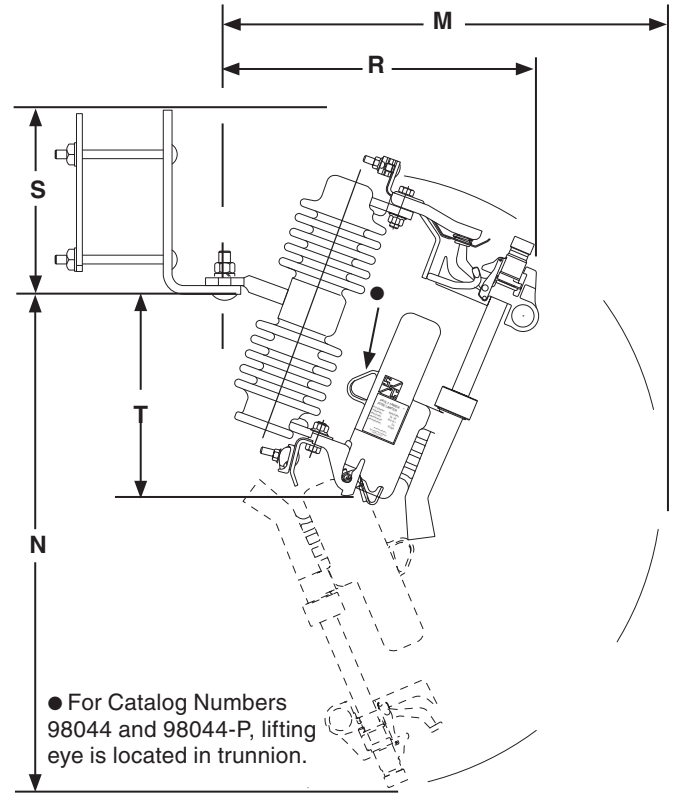 M
R
S
T
N
● For Catalog Numbers
98044 and 98044-P, lifting
eye is located in trunnion.